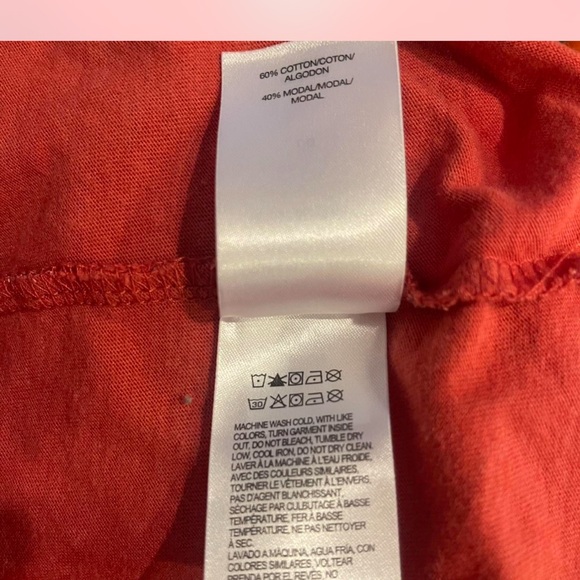 60% COTTON/COTON/
ALGODON
40% MODAL/MODAL/
MODAL
30
MACHINE WASH COLD, WITH LIKE
COLORS, TURN GARMENT INSIDE
OUT, DO NOT BLEACH, TUMBLE DRY
LOW, COOL IRON, DO NOT DRY CLEAN.
LAVER À LA MACHINE À L'EAU FROIDE,
AVEC DES COULEURS SIMILAIRES,
TOURNER LE VÊTEMENT À L'ENVERS,
PAS D'AGENT BLANCHISSANT,
SÉCHAGE PAR CULBUTAGE À BASSE
TEMPÉRATURE, FER À BASSE
TEMPÉRATURE, NE PAS NETTOYER
À SEC.
LAVADO A MÁQUINA, AGUA FRÍA, CON
COLORES SIMILARES, VOLTEAR
PRENDA POR EL REVES, NO